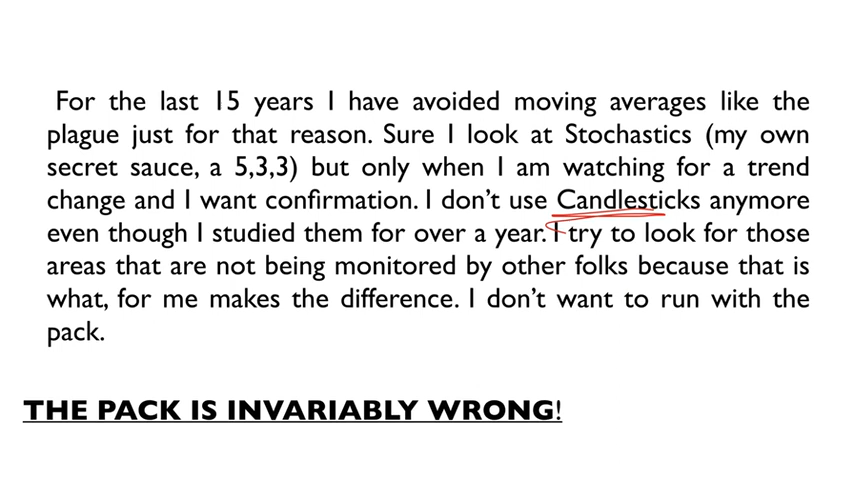 For the last 15 years I have avoided moving averages like the
plague just for that reason. Sure I look at Stochastics (my own
secret sauce, a 5,3,3) but only when I am watching for a trend
change and I want confirmation. I don't use Candlesticks anymore
even though I studied them for over a year. I try to look for those
areas that are not being monitored by other folks because that is
what, for me makes the difference. I don't want to run with the
pack.
THE PACK IS INVARIABLY WRONG!